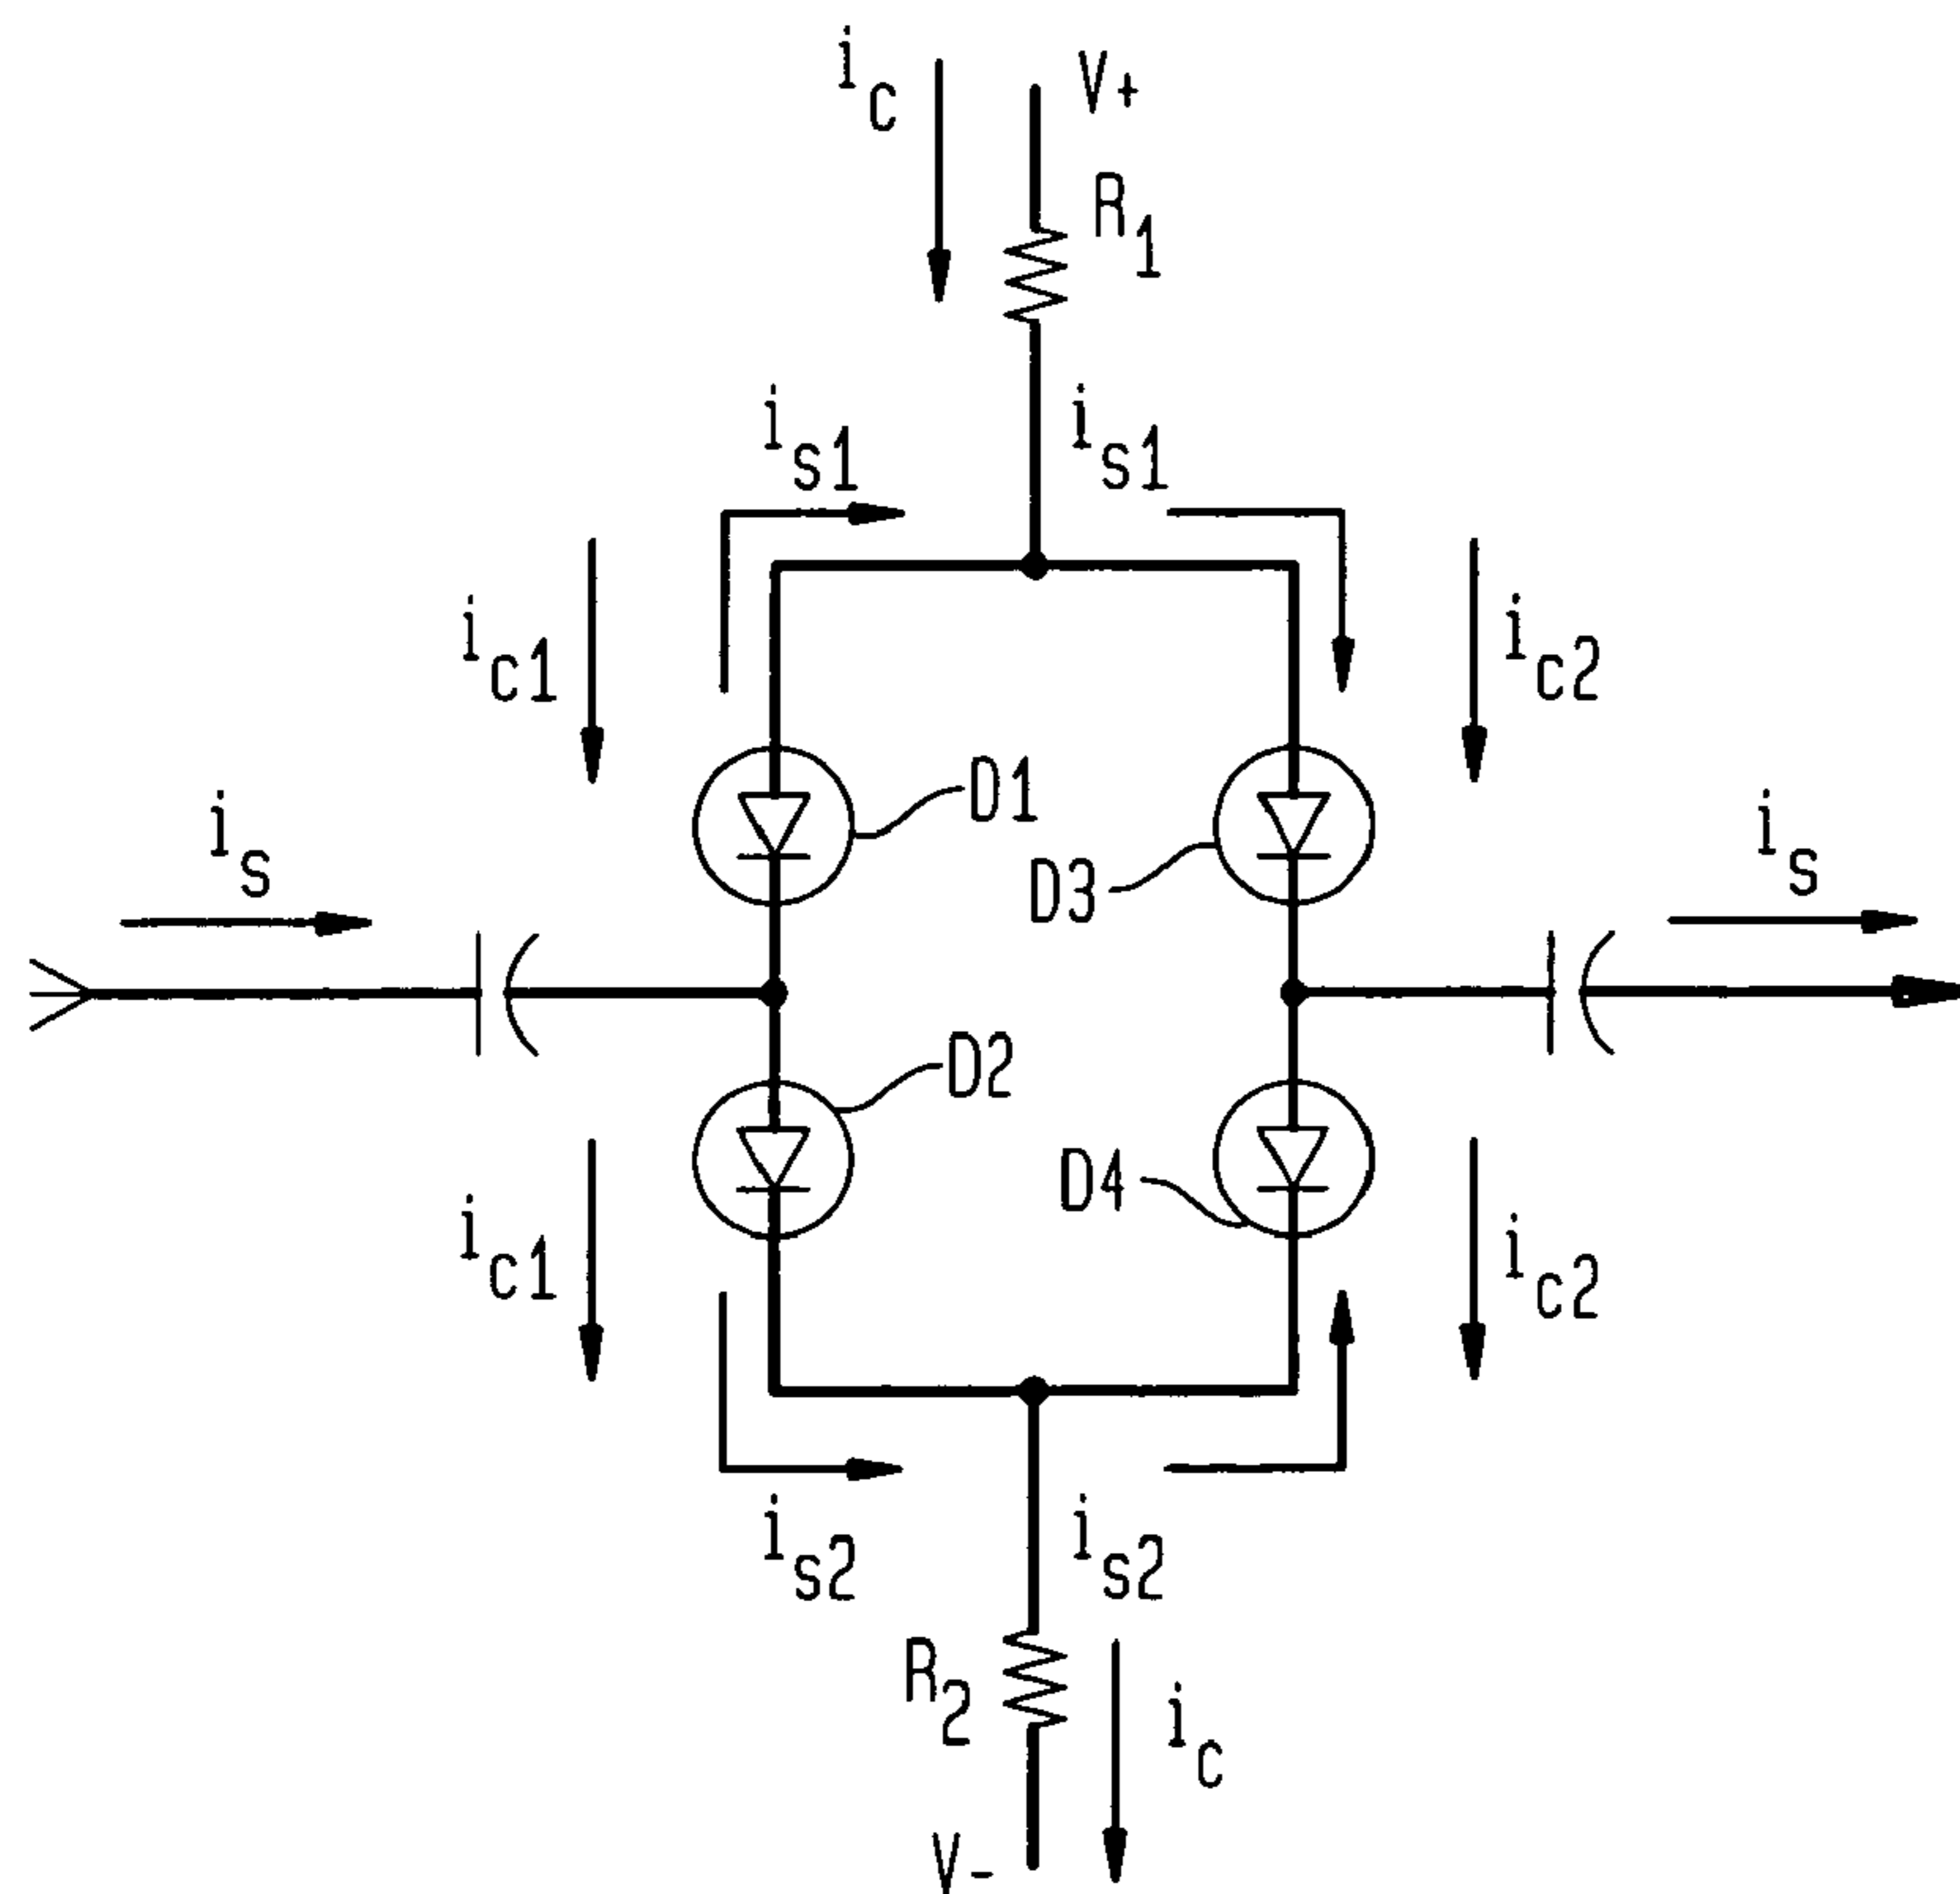 i_C V+
R_1
i_s1 i_s1
i_c1 i_c2
D1
i_s i_s
D3
D2
D4
i_c1 i_c2
i_s2 i_s2
R_2
i_C
V-